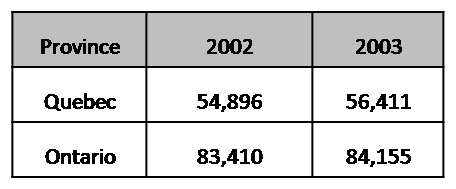 Province 2002 2003
Quebec 54,896 56,411
Ontario 83,410 84,155